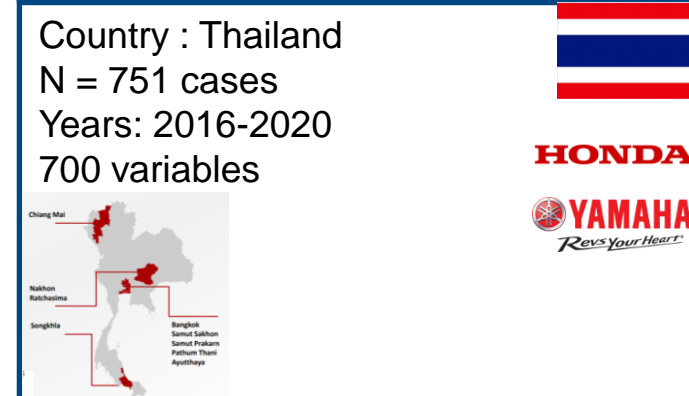 Country : Thailand
N = 751 cases
Years: 2016-2020
700 variables
HONDA
YAMAHA
Revs Your Heart
Chiang Mai
Nakhon
Ratchasima
Songkhla
Bangkok
Samut Sakhon
Samut Prakarn
Pathum Thani
Ayutthaya